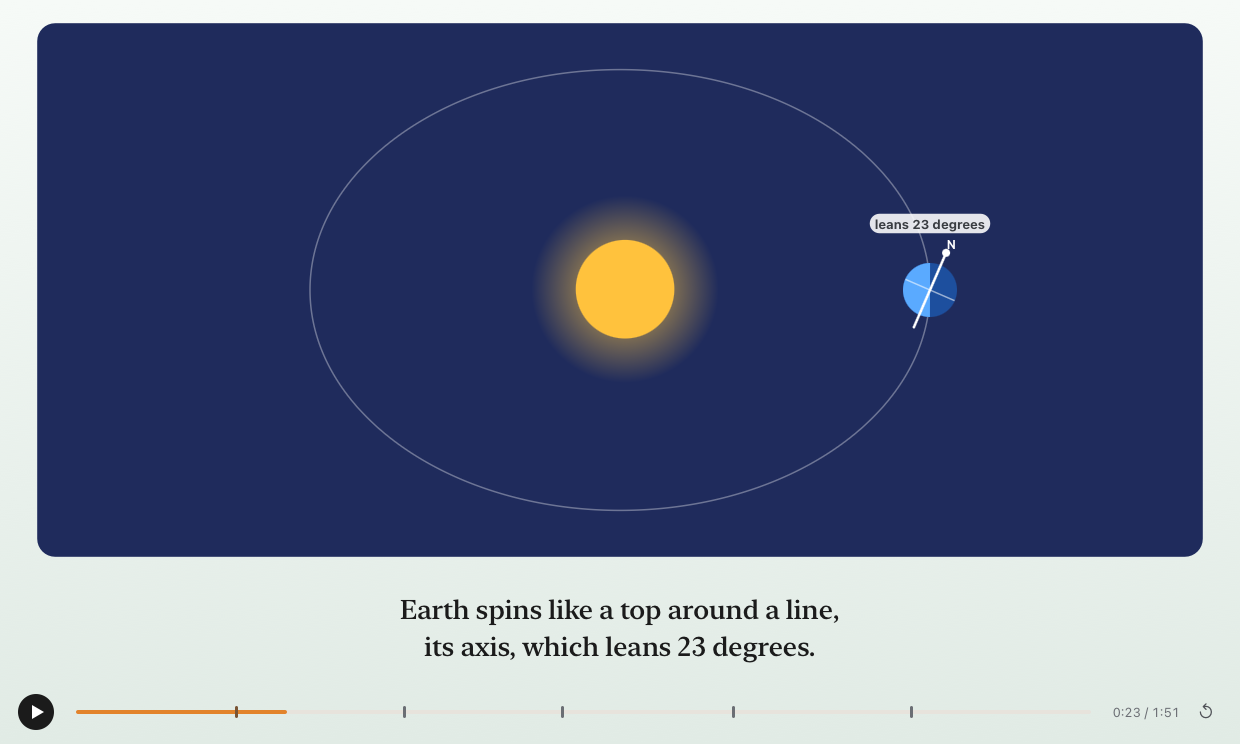 leans 23 degrees
N
Earth spins like a top around a line,
its axis, which leans 23 degrees.
0:23 / 1:51